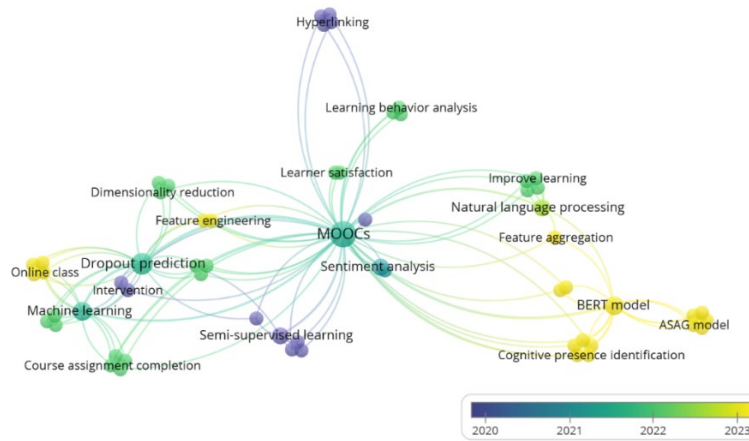 Hyperlinking
Learning behavior analysis
Learner satisfaction
Improve learning
Dimensionality reduction
Natural language processing
Feature engineering
MOOCs
Feature aggregation
Dropout prediction
Sentiment analysis
Online class
Intervention
BERT model
Machine learning
ASAG model
Semi-supervised learning
Cognitive presence identification
Course assignment completion
2020 2021 2022 2023